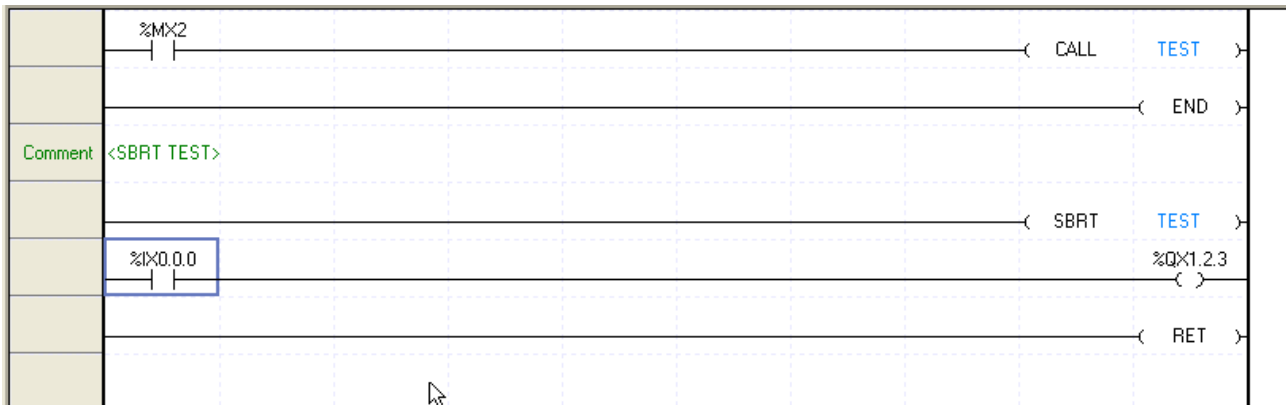 %MX2
CALL TEST
END
Comment <SBRT TEST>
SBRT TEST
%IX0.0.0 %QX1.2.3
RET